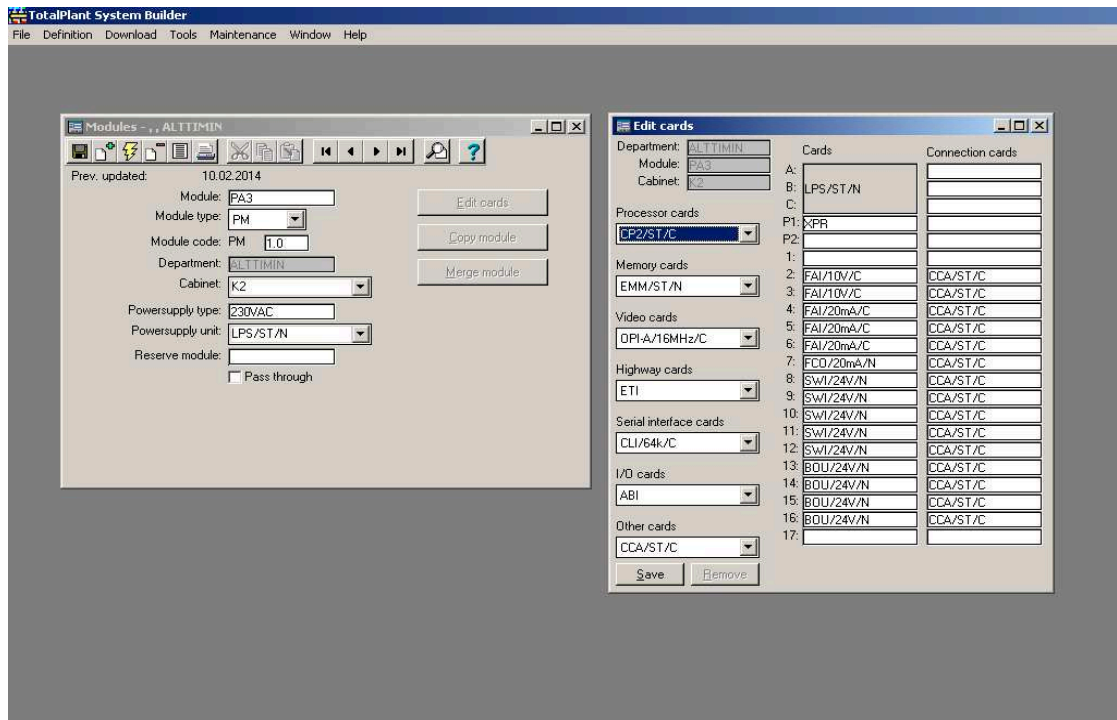 TotalPlant System Builder
File Definition Download Tools Maintenance Window Help
Modules - , , ALTTIMIN
Prev. updated: 10.02.2014
Module: PA3
Module type: PM
Module code: PM 1.0
Department: ALTTIMIN
Cabinet: K2
Powersupply type: 230VAC
Powersupply unit: LPS/ST/N
Reserve module:
Pass through
Edit cards
Copy module
Merge module
Edit cards
Department: ALTTIMIN
Module: PA3
Cabinet: K2
Processor cards
CP2/ST/C
Memory cards
EMM/ST/N
Video cards
OPI-A/16MHz/C
Highway cards
ETI
Serial interface cards
CLI/64k/C
I/O cards
ABI
Other cards
CCA/ST/C
Save Remove
Cards Connection cards
A:
B: LPS/ST/N
C:
P1: XPR
P2:
1:
2: FAI/10V/C CCA/ST/C
3: FAI/10V/C CCA/ST/C
4: FAI/20mA/C CCA/ST/C
5: FAI/20mA/C CCA/ST/C
6: FAI/20mA/C CCA/ST/C
7: FCO/20mA/N CCA/ST/C
8: SWI/24V/N CCA/ST/C
9: SWI/24V/N CCA/ST/C
10: SWI/24V/N CCA/ST/C
11: SWI/24V/N CCA/ST/C
12: SWI/24V/N CCA/ST/C
13: BOU/24V/N CCA/ST/C
14: BOU/24V/N CCA/ST/C
15: BOU/24V/N CCA/ST/C
16: BOU/24V/N CCA/ST/C
17: